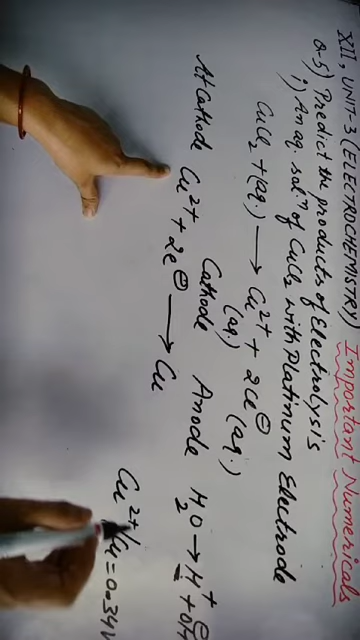 XII, UNIT-3 (ELECTROCHEMISTRY) Important Numericals
Q-5) Predict the products of Electrolysis
i) An aq. solⁿ of CuCl₂ with Platinum Electrode
CuCl₂ + (aq.) → Cu²⁺ + 2Cl⊖
(aq.) (aq.)
Cathode Anode
At Cathode Cu²⁺ + 2e⊖ → Cu H₂O → H⁺ + OH⊖
Cu²⁺/Cu = 0.34V